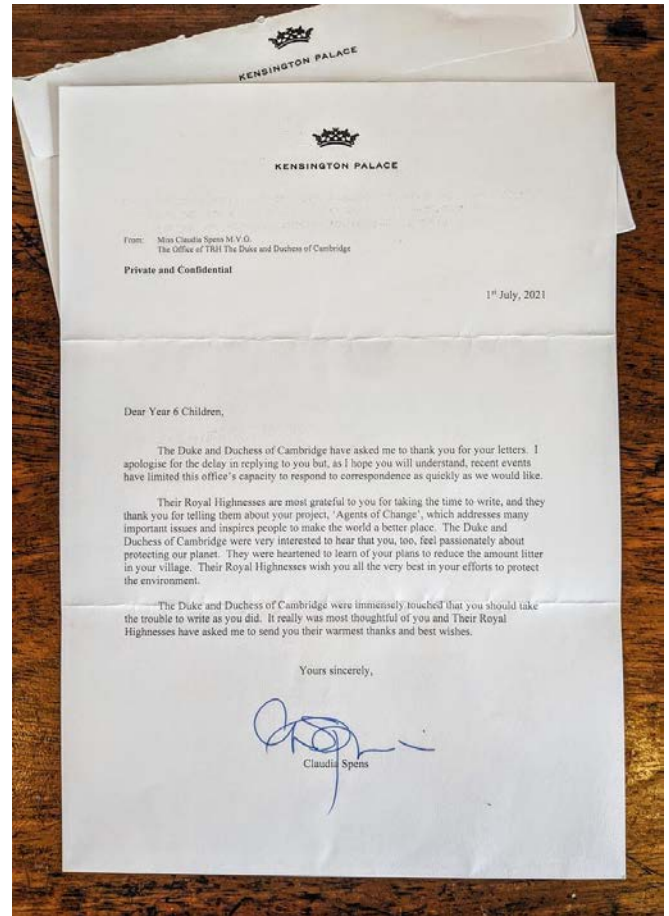 KENSINGTON PALACE
KENSINGTON PALACE
From: Miss Claudia Spens M.V.O.
The Office of TRH The Duke and Duchess of Cambridge
Private and Confidential
1st July, 2021
Dear Year 6 Children,
The Duke and Duchess of Cambridge have asked me to thank you for your letters. I
apologise for the delay in replying to you but, as I hope you will understand, recent events
have limited this office's capacity to respond to correspondence as quickly as we would like.
Their Royal Highnesses are most grateful to you for taking the time to write, and they
thank you for telling them about your project, 'Agents of Change', which addresses many
important issues and inspires people to make the world a better place. The Duke and
Duchess of Cambridge were very interested to hear that you, too, feel passionately about
protecting our planet. They were heartened to learn of your plans to reduce the amount litter
in your village. Their Royal Highnesses wish you all the very best in your efforts to protect
the environment.
The Duke and Duchess of Cambridge were immensely touched that you should take
the trouble to write as you did. It really was most thoughtful of you and Their Royal
Highnesses have asked me to send you their warmest thanks and best wishes.
Yours sincerely,
Claudia Spens